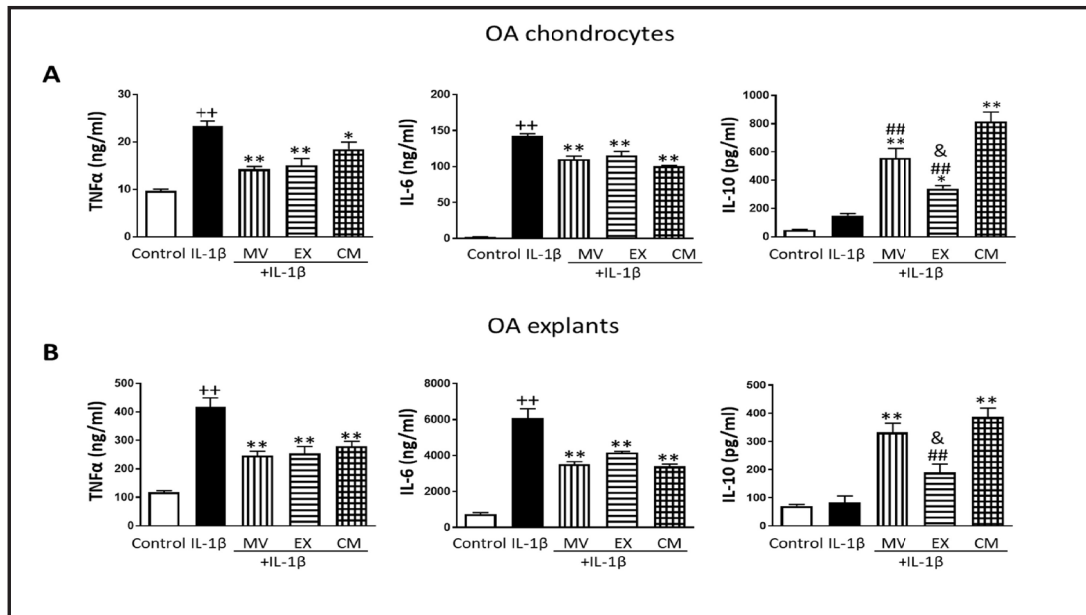 OA chondrocytes
A
TNFα (ng/ml)
30
20
10
0
++
**
**
*
Control IL-1β MV EX CM
+IL-1β
IL-6 (ng/ml)
200
150
100
50
0
++
**
**
**
Control IL-1β MV EX CM
+IL-1β
IL-10 (pg/ml)
1000
800
600
400
200
0
##
**
&
##
*
**
Control IL-1β MV EX CM
+IL-1β
OA explants
B
TNFα (ng/ml)
500
400
300
200
100
0
++
**
**
**
Control IL-1β MV EX CM
+IL-1β
IL-6 (ng/ml)
8000
6000
4000
2000
0
++
**
**
**
Control IL-1β MV EX CM
+IL-1β
IL-10 (pg/ml)
500
400
300
200
100
0
**
&
##
**
Control IL-1β MV EX CM
+IL-1β